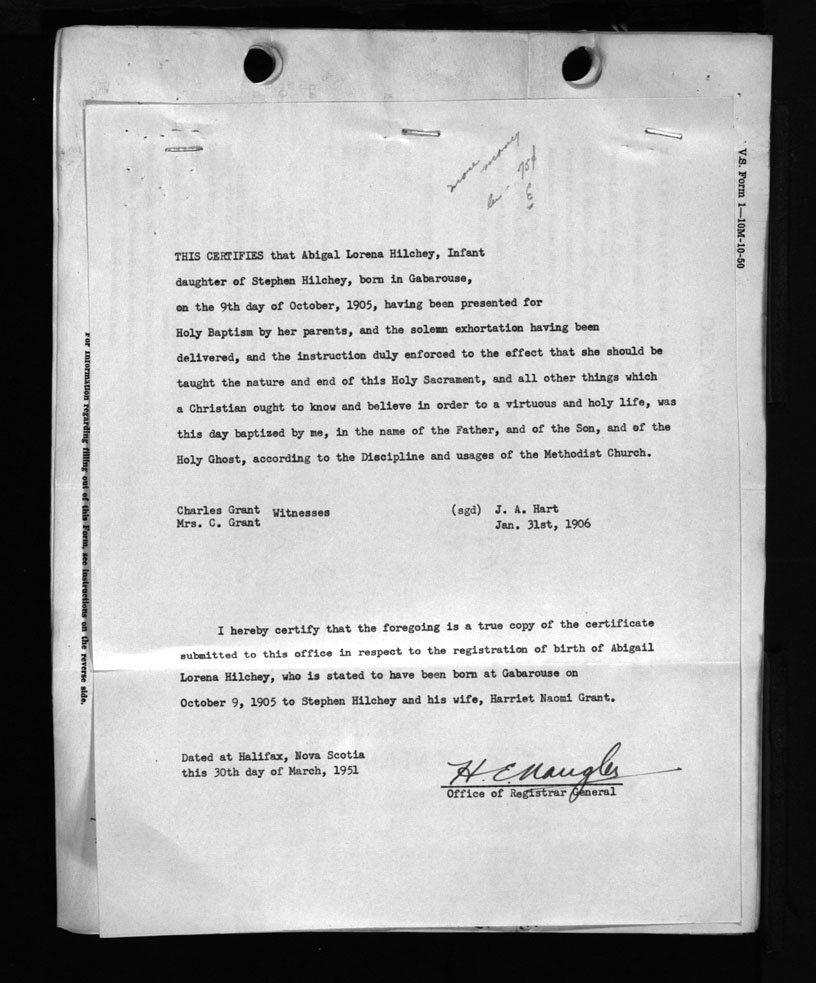 more money
75¢
V.S. Form 1—10M-10-50
THIS CERTIFIES that Abigal Lorena Hilchey, Infant
daughter of Stephen Hilchey, born in Gabarouse,
on the 9th day of October, 1905, having been presented for
Holy Baptism by her parents, and the solemn exhortation having been
delivered, and the instruction duly enforced to the effect that she should be
taught the nature and end of this Holy Sacrament, and all other things which
a Christian ought to know and believe in order to a virtuous and holy life, was
this day baptized by me, in the name of the Father, and of the Son, and of the
Holy Ghost, according to the Discipline and usages of the Methodist Church.
Charles Grant Witnesses (sgd) J. A. Hart
Mrs. C. Grant Jan. 31st, 1906
For information regarding filling out of this Form, see instructions on the reverse side.
I hereby certify that the foregoing is a true copy of the certificate
submitted to this office in respect to the registration of birth of Abigail
Lorena Hilchey, who is stated to have been born at Gabarouse on
October 9, 1905 to Stephen Hilchey and his wife, Harriet Naomi Grant.
Dated at Halifax, Nova Scotia
this 30th day of March, 1951
H. E. Naugler
Office of Registrar General